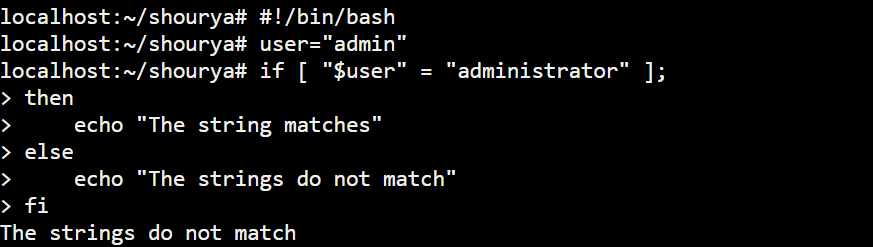 localhost:~/shourya# #!/bin/bash
localhost:~/shourya# user="admin"
localhost:~/shourya# if [ "$user" = "administrator" ];
> then
>     echo "The string matches"
> else
>     echo "The strings do not match"
> fi
The strings do not match